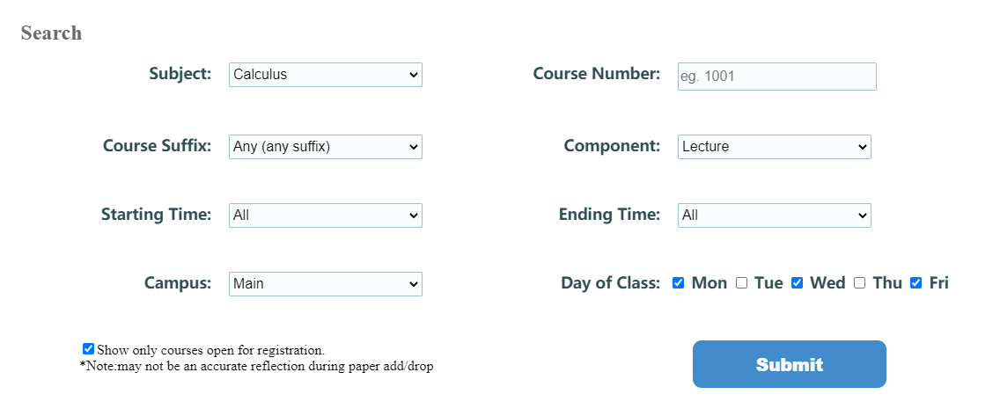 Search
Subject: Calculus Course Number: eg. 1001
Course Suffix: Any (any suffix) Component: Lecture
Starting Time: All Ending Time: All
Campus: Main Day of Class: Mon Tue Wed Thu Fri
Show only courses open for registration.
*Note:may not be an accurate reflection during paper add/drop
Submit